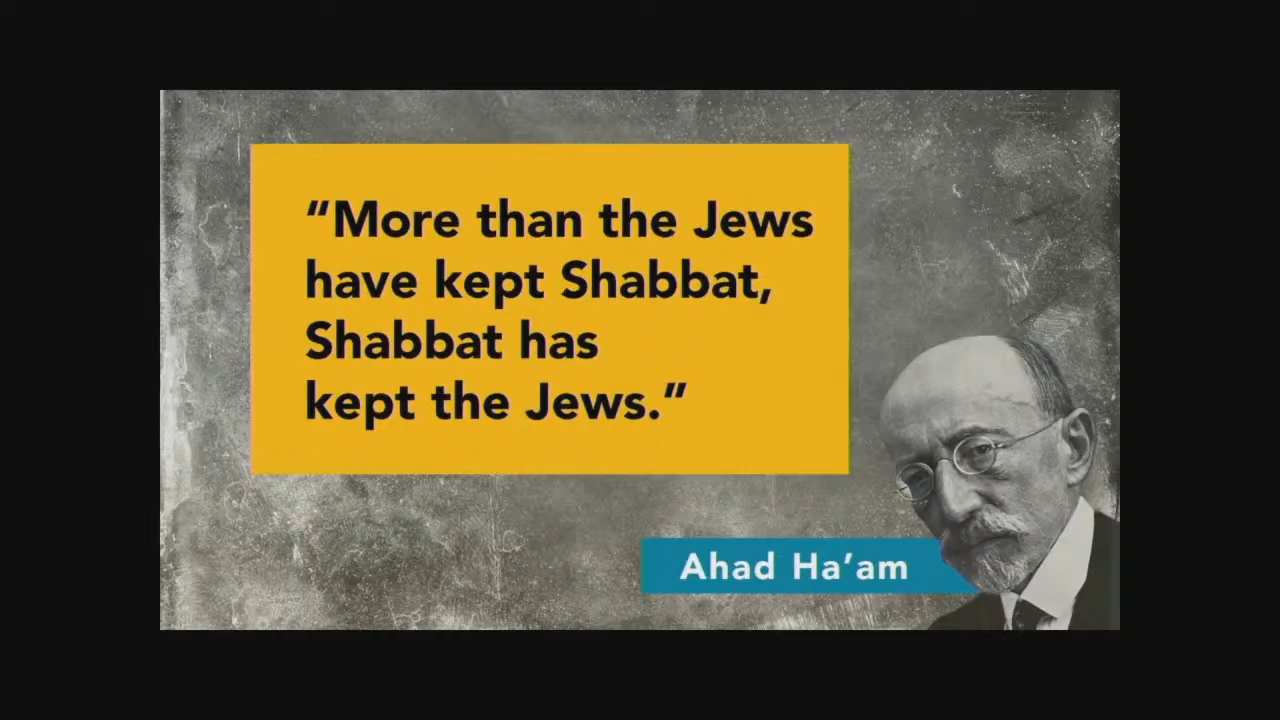 “More than the Jews
have kept Shabbat,
Shabbat has
kept the Jews.”
Ahad Ha’am